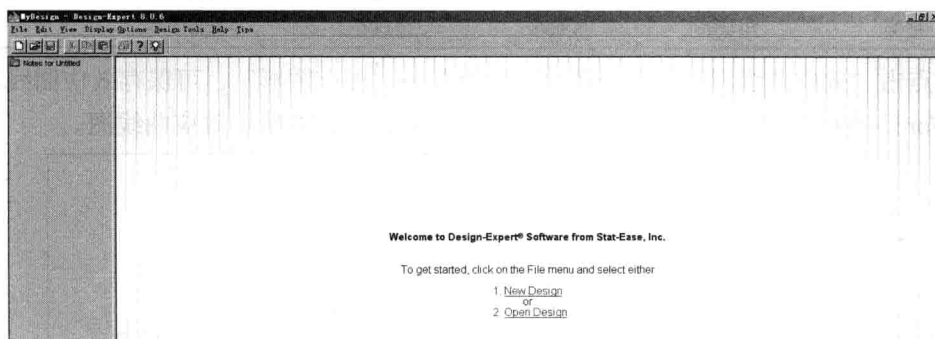 MyDesign - Design-Expert 8.0.6
File Edit View Display Options Design Tools Help Tips
Notes for Untitled
Welcome to Design-Expert® Software from Stat-Ease, Inc.
To get started, click on the File menu and select either
1. New Design
or
2. Open Design